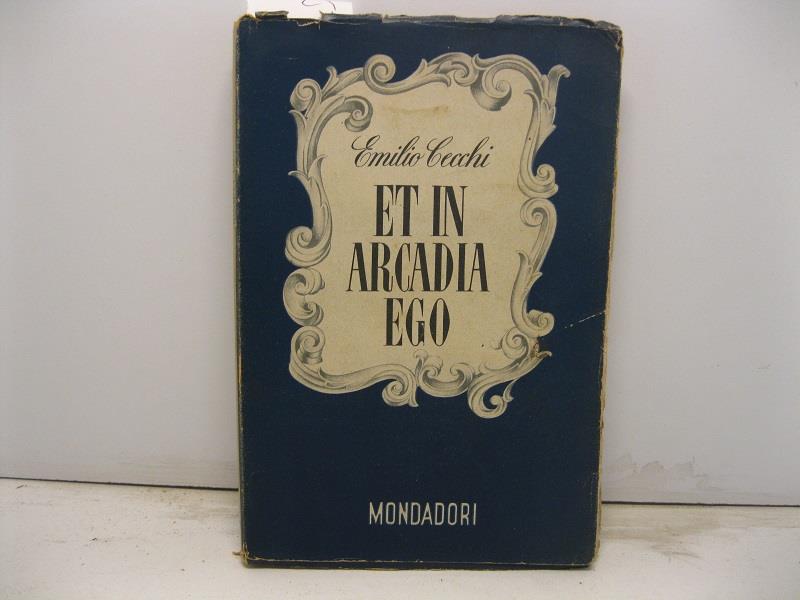 Emilio Cecchi
ET IN
ARCADIA
EGO
MONDADORI